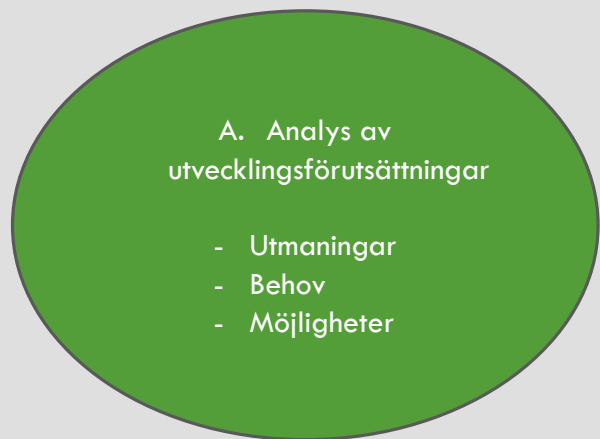 A. Analys av
utvecklingsförutsättningar
- Utmaningar
- Behov
- Möjligheter